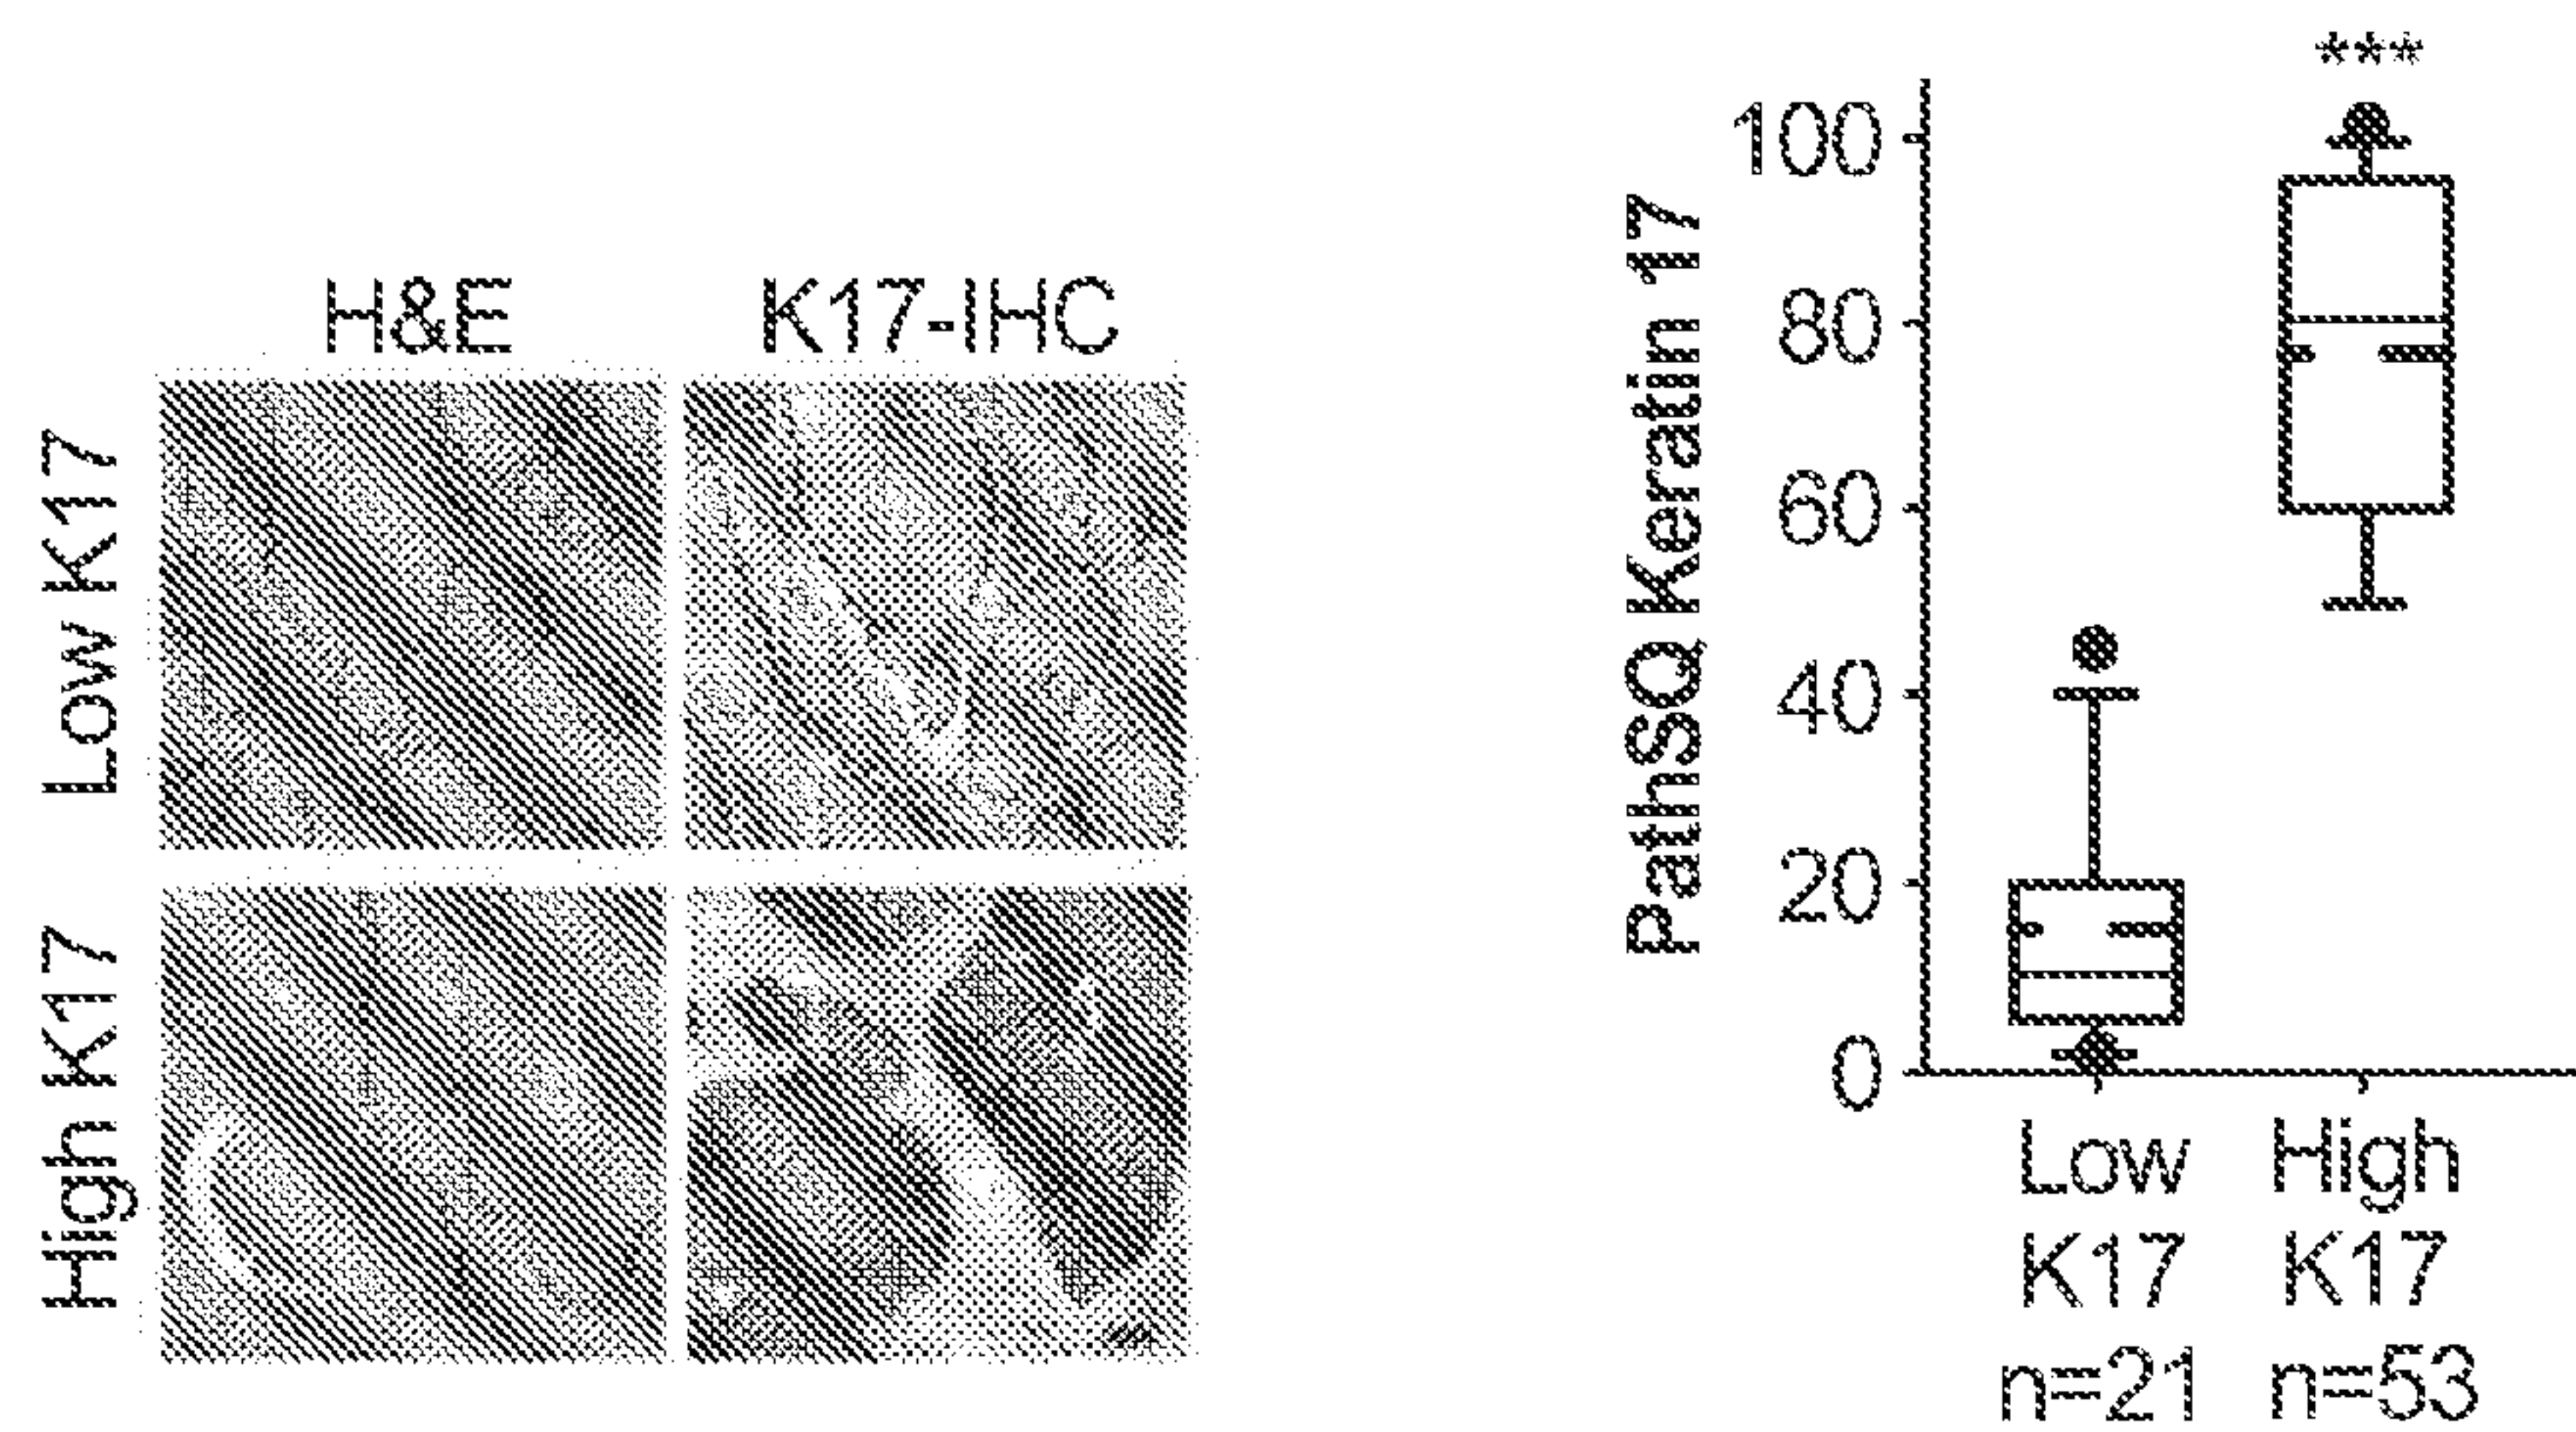 H&E K17-IHC
Low K17
High K17
PathSQ Keratin 17
***
100
80
60
40
20
0
Low High
K17 K17
n=21 n=53